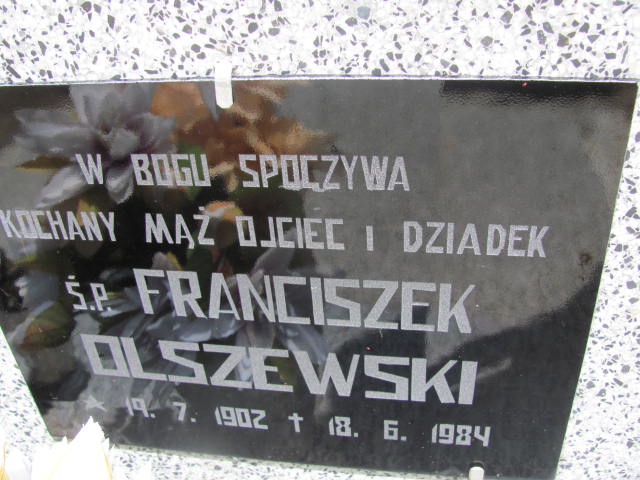 W BOGU SPOCZYWA
KOCHANY MĄŻ OJCIEC I DZIADEK
Ś.P. FRANCISZEK
OLSZEWSKI
* 19. 7. 1902 † 18. 6. 1984